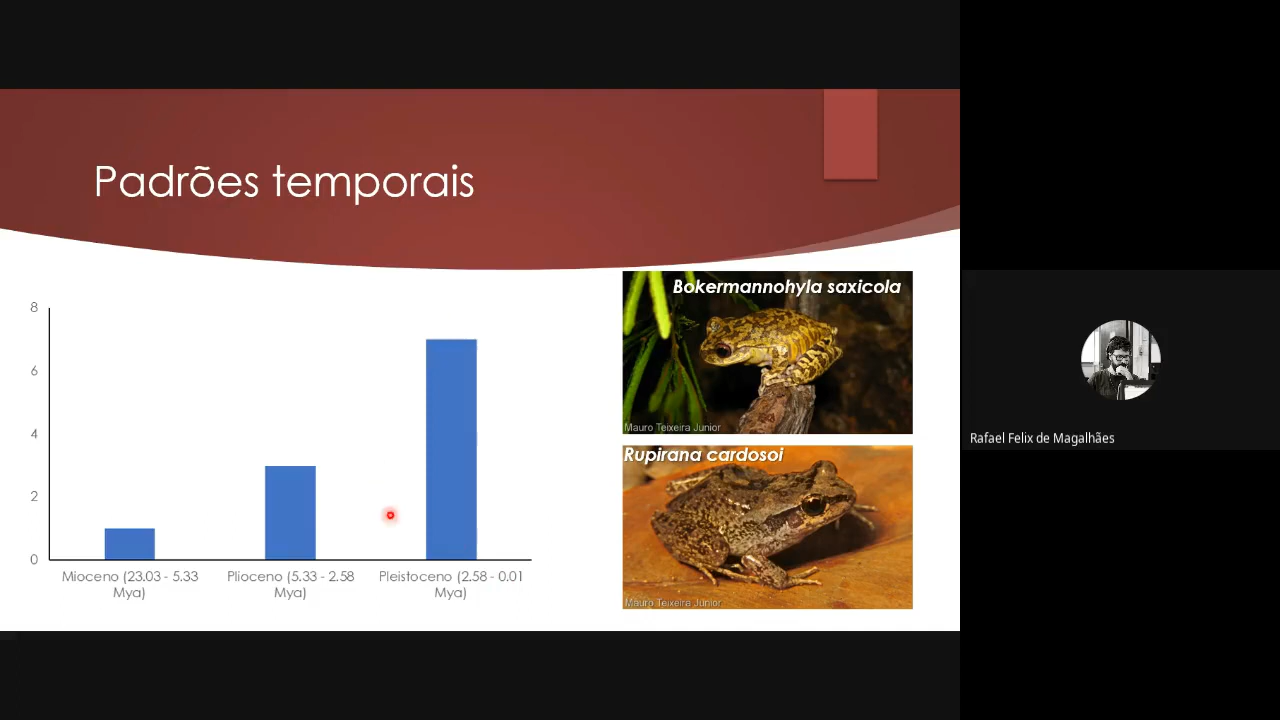 Padrões temporais
8
6
4
2
0
Mioceno (23.03 - 5.33
Mya)
Plioceno (5.33 - 2.58
Mya)
Pleistoceno (2.58 - 0.01
Mya)
Bokermannohyla saxicola
Mauro Teixeira Junior
Rupirana cardosoi
Mauro Teixeira Junior
Rafael Felix de Magalhães